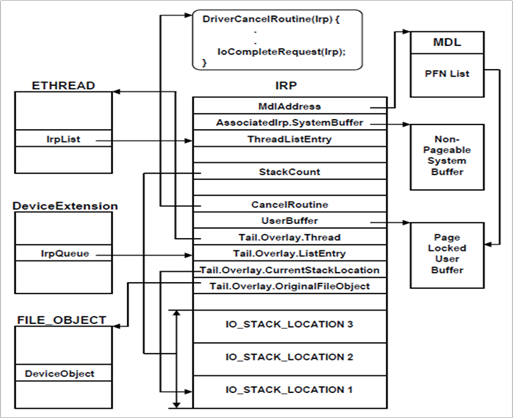 DriverCancelRoutine(Irp) {
.
.
IoCompleteRequest(Irp);
}
MDL
PFN List
ETHREAD
IrpList
IRP
MdlAddress
AssociatedIrp.SystemBuffer
ThreadListEntry
StackCount
CancelRoutine
UserBuffer
Tail.Overlay.Thread
Tail.Overlay.ListEntry
Tail.Overlay.CurrentStackLocation
Tail.Overlay.OriginalFileObject
IO_STACK_LOCATION 3
IO_STACK_LOCATION 2
IO_STACK_LOCATION 1
Non-
Pageable
System
Buffer
DeviceExtension
IrpQueue
Page
Locked
User
Buffer
FILE_OBJECT
DeviceObject